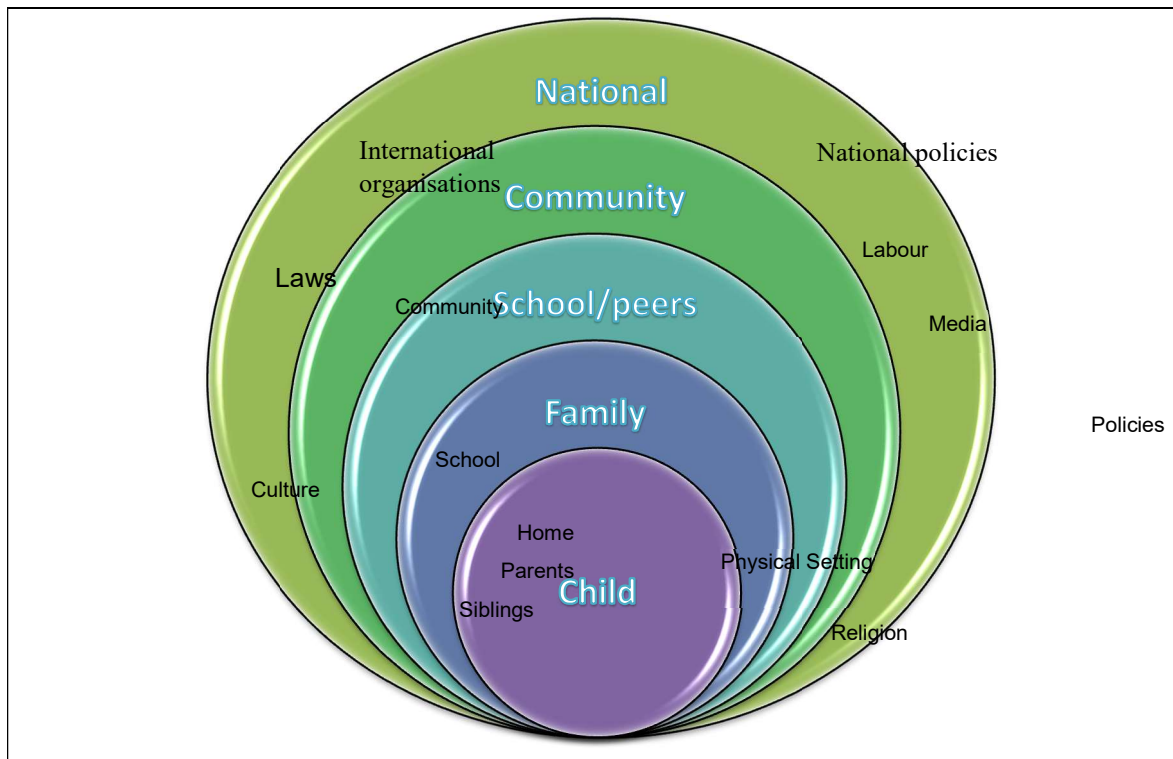 National
International
organisations
National policies
Community
Labour
Laws
Community
School/peers
Media
Family
Policies
School
Culture
Home
Physical Setting
Parents
Child
Siblings
Religion